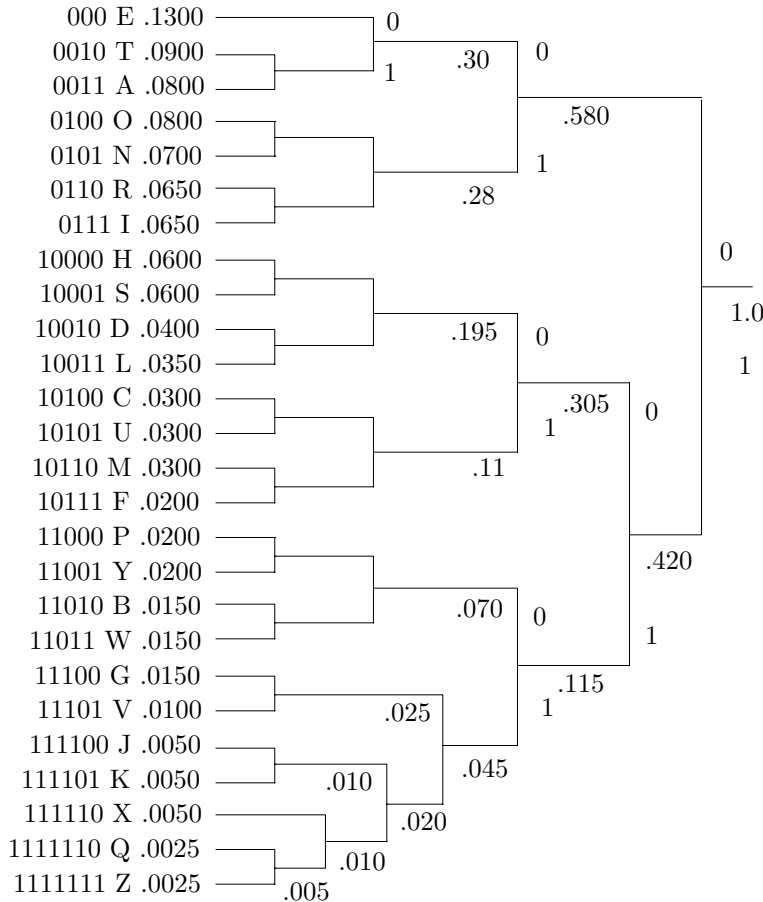 000 E .1300
0
0010 T .0900
.30
0
1
0011 A .0800
.580
0100 O .0800
0101 N .0700
1
0110 R .0650
.28
0111 I .0650
0
10000 H .0600
10001 S .0600
1.0
10010 D .0400
.195
0
10011 L .0350
1
10100 C .0300
.305
0
10101 U .0300
1
10110 M .0300
.11
10111 F .0200
11000 P .0200
.420
11001 Y .0200
11010 B .0150
.070
0
11011 W .0150
1
11100 G .0150
.115
11101 V .0100
.025
1
111100 J .0050
.045
111101 K .0050
.010
111110 X .0050
.020
1111110 Q .0025
.010
1111111 Z .0025
.005